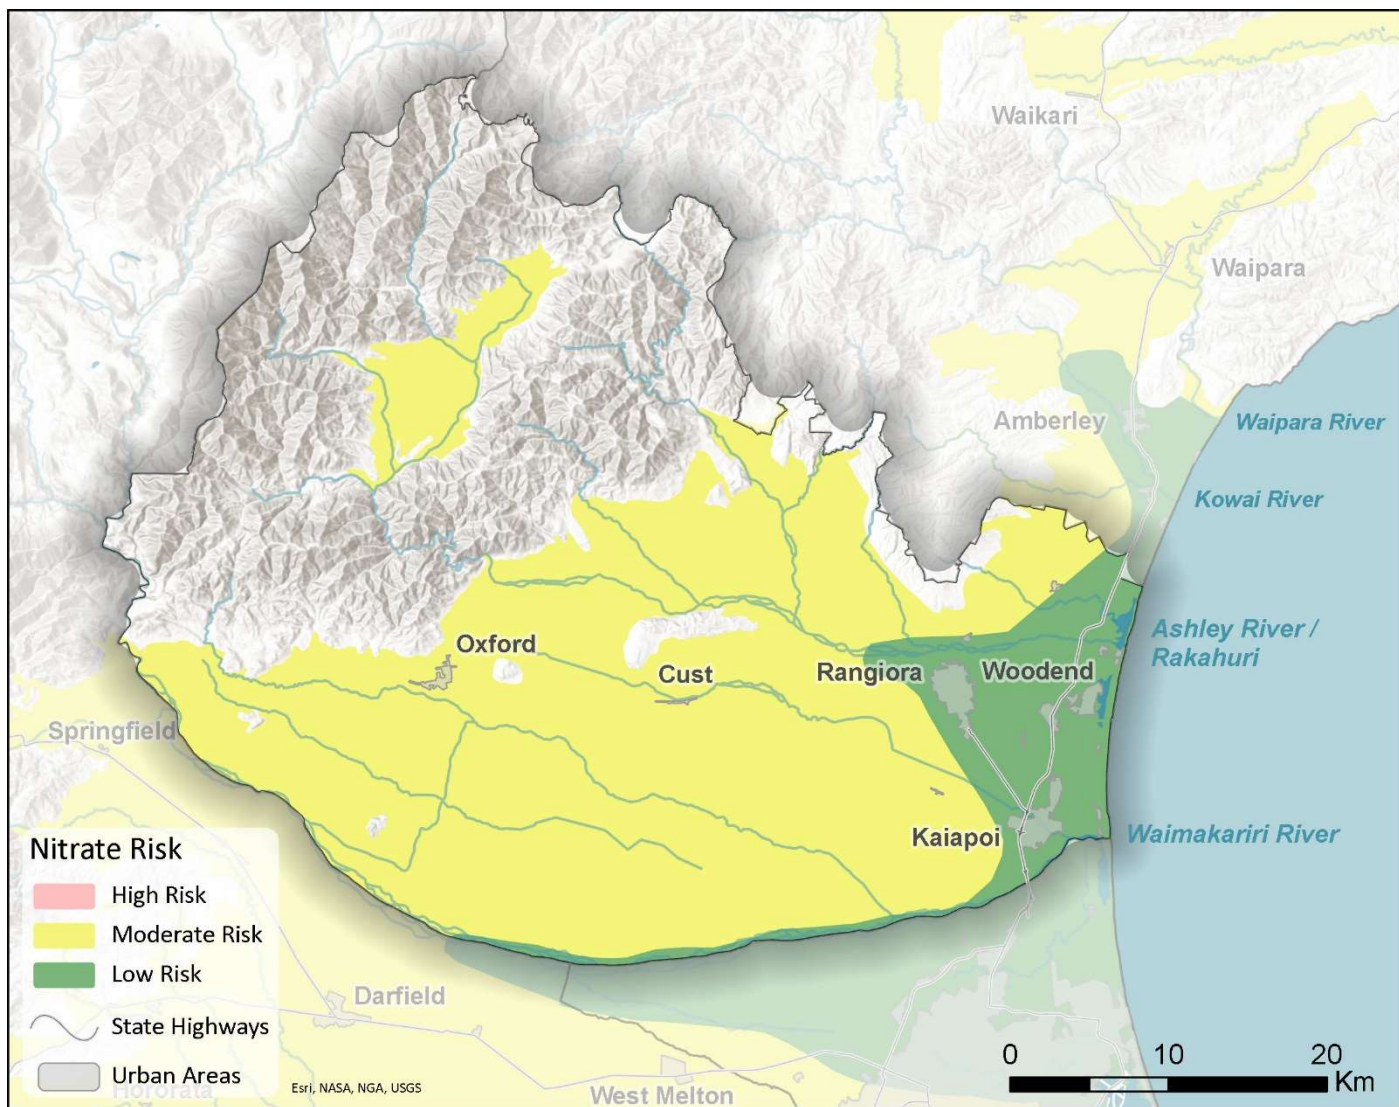 Waikari
Waipara
Amberley
Waipara River
Kowai River
Ashley River /
Rakahuri
Oxford
Cust
Rangiora
Woodend
Springfield
Kaiapoi
Waimakariri River
Nitrate Risk
High Risk
Moderate Risk
Low Risk
State Highways
Urban Areas
Darfield
West Melton
Hororata
Esri, NASA, NGA, USGS
0 10 20
Km